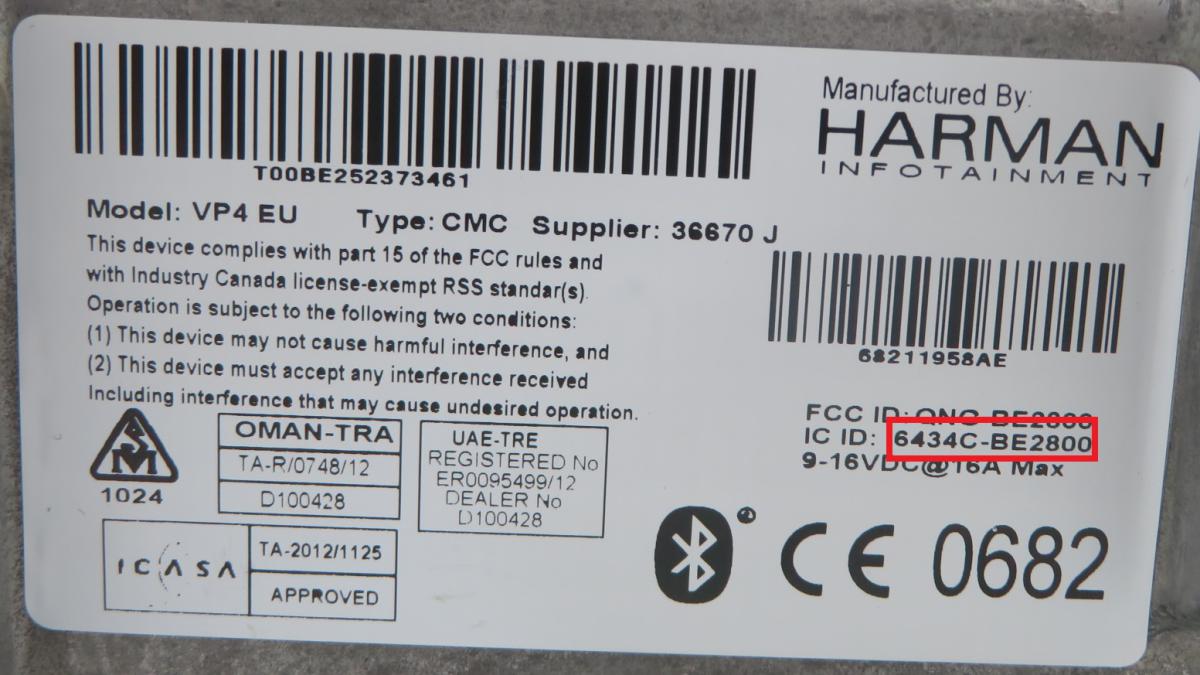 T00BE252373461
Manufactured By:
HARMAN
INFOTAINMENT
Model: VP4 EU Type: CMC Supplier: 36670 J
This device complies with part 15 of the FCC rules and
with Industry Canada license-exempt RSS standar(s).
Operation is subject to the following two conditions:
(1) This device may not cause harmful interference, and
(2) This device must accept any interference received
Including interference that may cause undesired operation.
68211958AE
FCC ID: QNG-BE2800
IC ID: 6434C-BE2800
9-16VDC@16A Max
SM
1024
OMAN-TRA
TA-R/0748/12
D100428
UAE-TRE
REGISTERED No
ER0095499/12
DEALER No
D100428
ICASA
TA-2012/1125
APPROVED
CE 0682